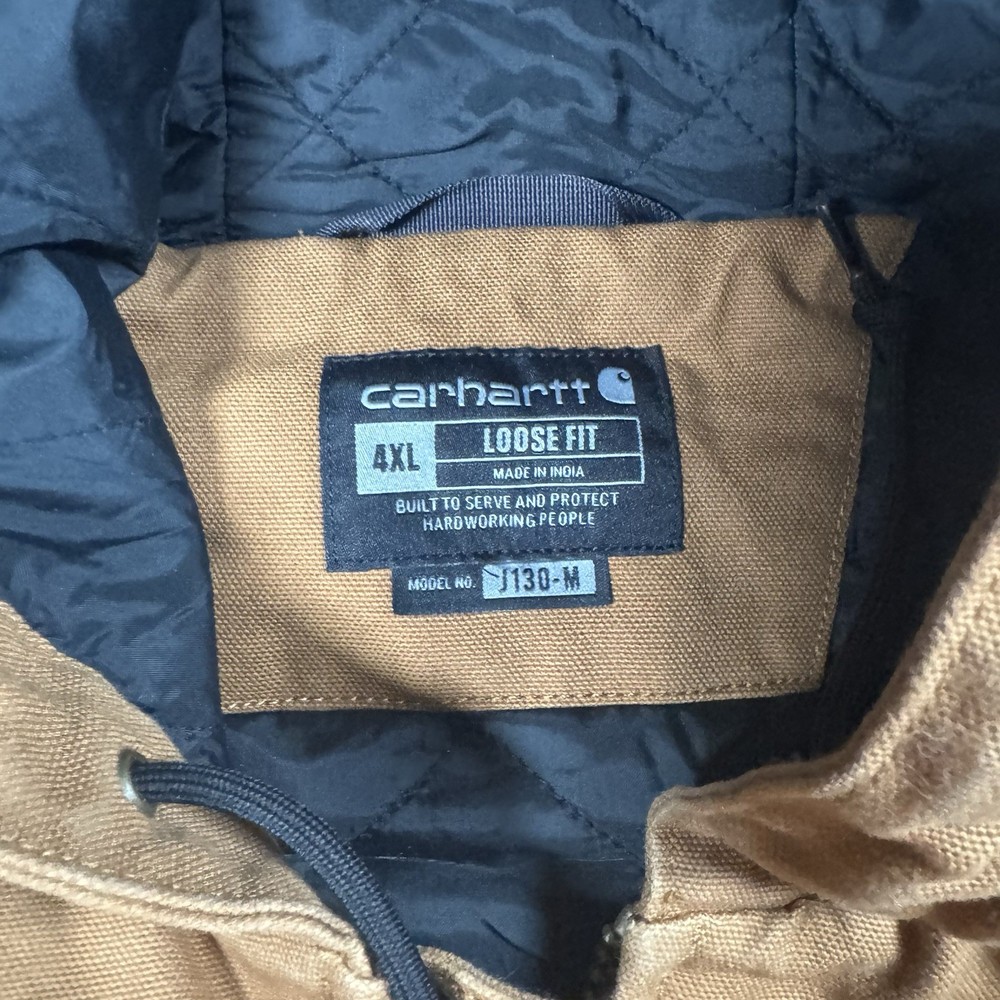 carhartt
4XL LOOSE FIT
MADE IN INDIA
BUILT TO SERVE AND PROTECT
HARDWORKING PEOPLE
MODEL NO. J130-M